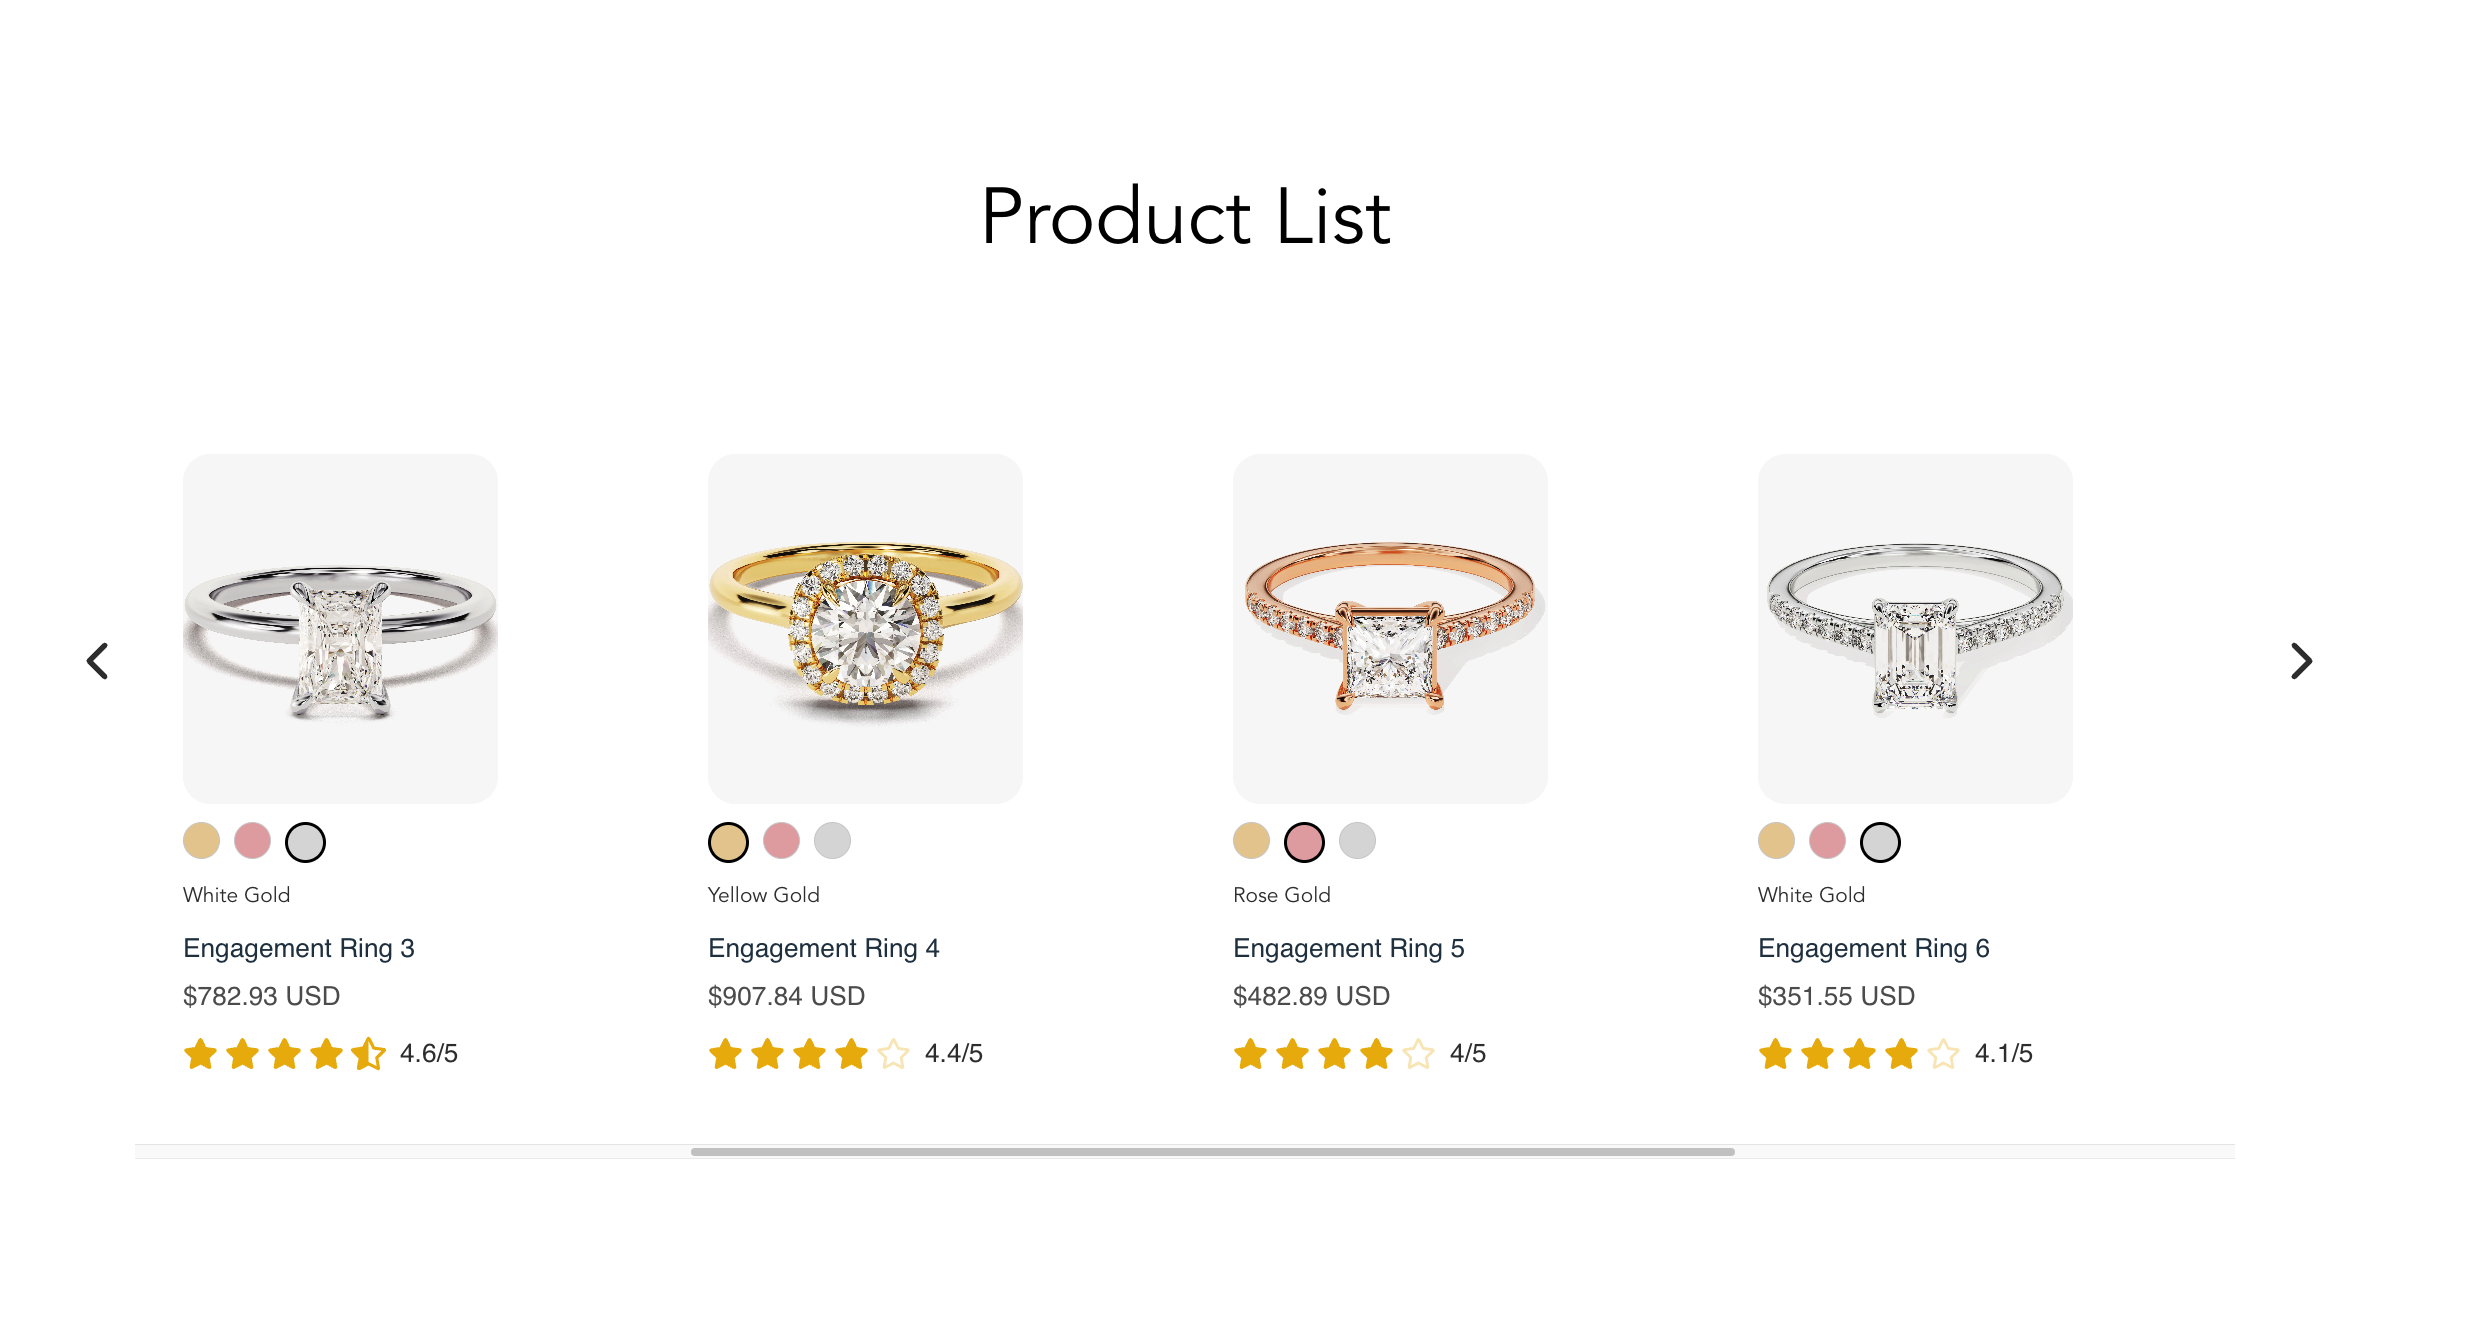 Product List
White Gold
Engagement Ring 3
$782.93 USD
4.6/5
Yellow Gold
Engagement Ring 4
$907.84 USD
4.4/5
Rose Gold
Engagement Ring 5
$482.89 USD
4/5
White Gold
Engagement Ring 6
$351.55 USD
4.1/5